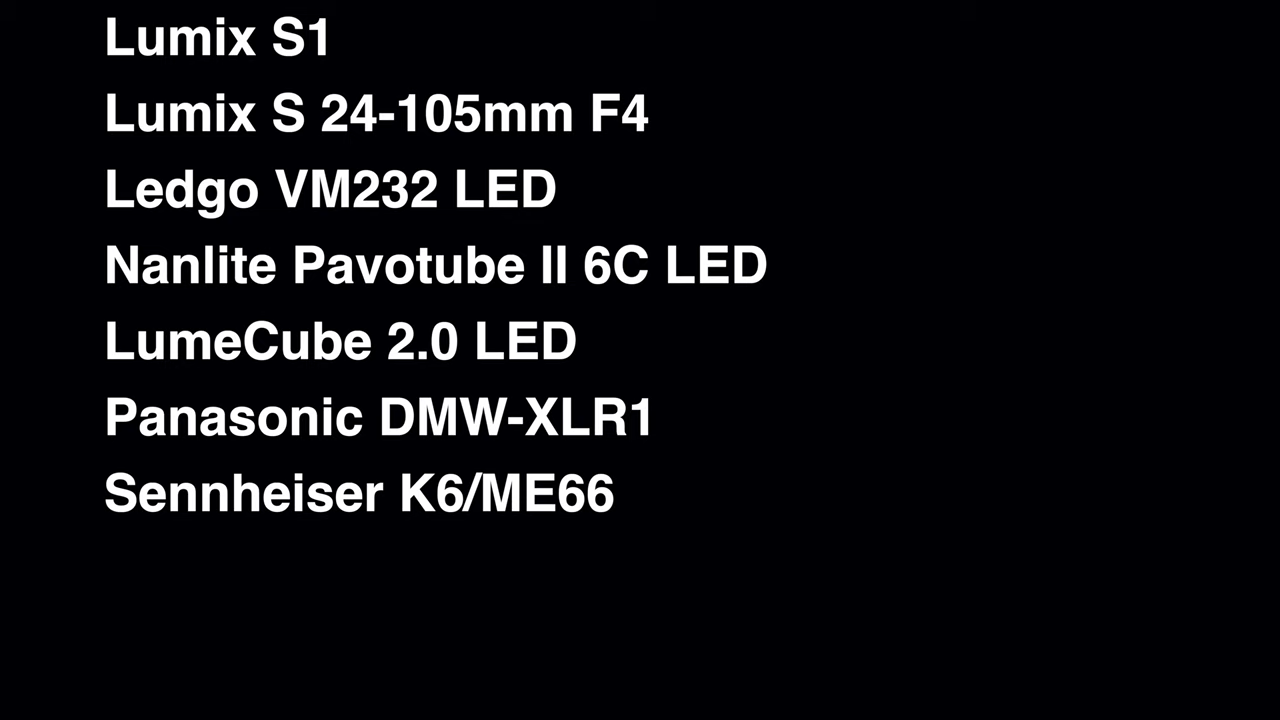 Lumix S1
Lumix S 24-105mm F4
Ledgo VM232 LED
Nanlite Pavotube II 6C LED
LumeCube 2.0 LED
Panasonic DMW-XLR1
Sennheiser K6/ME66